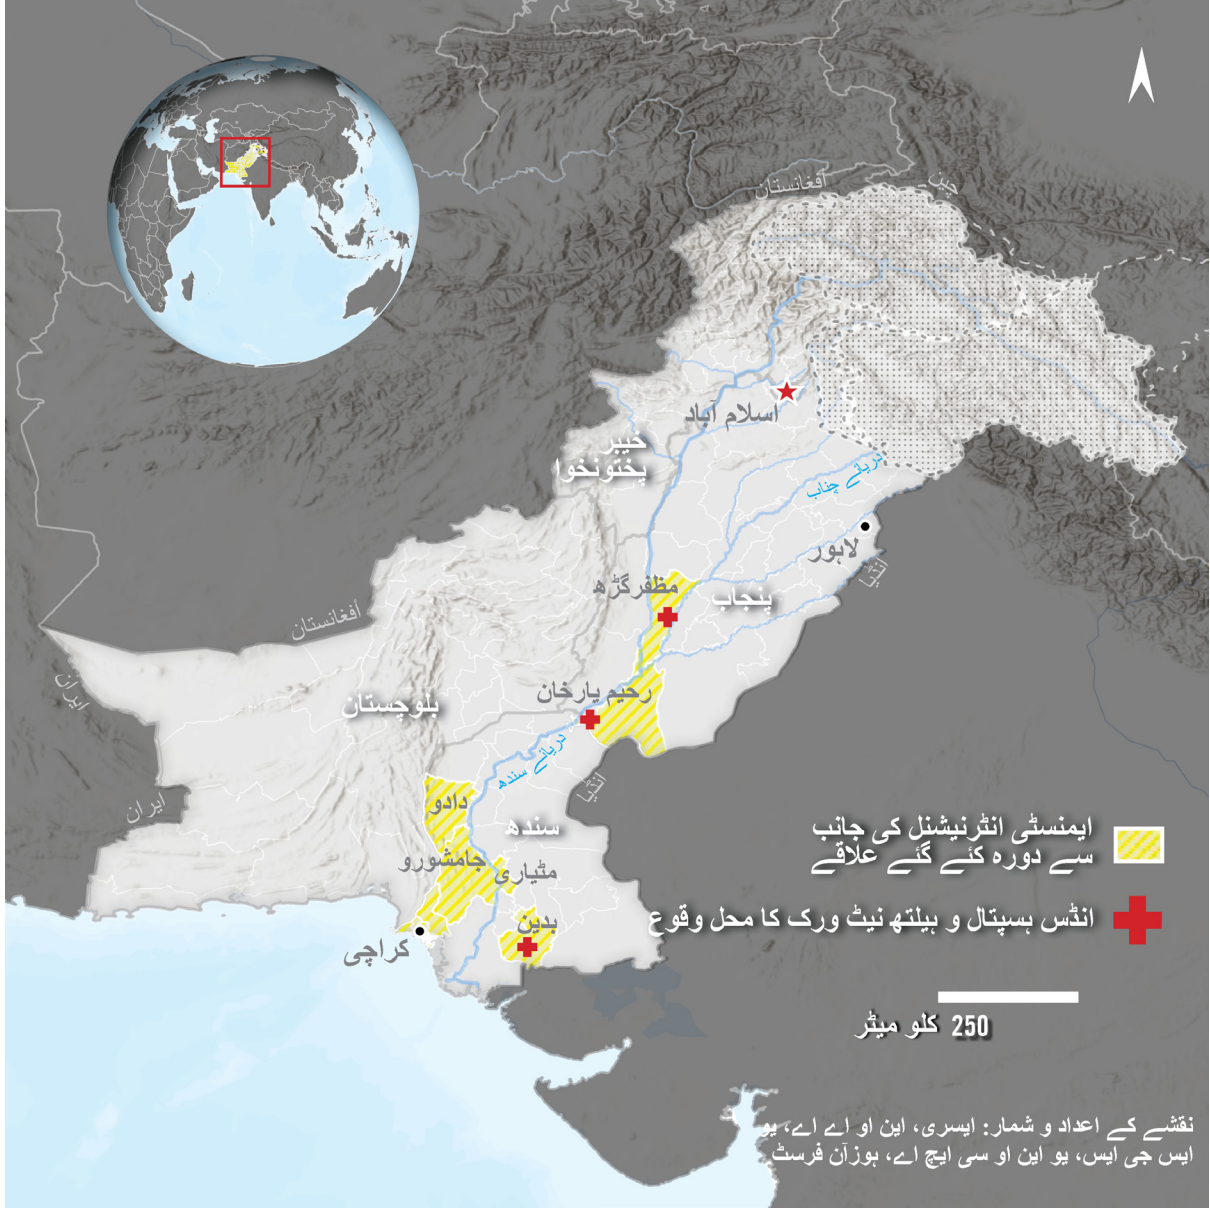 افغانستان
چین
اسلام آباد
خیبر
پختونخوا
دریائے چناب
لاہور
انڈیا
مظفرگڑھ
پنجاب
أفغانستان
ایران
رحیم یارخان
بلوچستان
دریائے سندھ
انڈیا
ایران
دادو
سندھ
جامشورو
مٹیاری
بدین
کراچی
ایمنسٹی انٹرنیشنل کی جانب
سے دورہ کئے گئے علاقے
انڈس ہسپتال و ہیلتھ نیٹ ورک کا محل وقوع
250 کلو میٹر
نقشے کے اعداد و شمار: ایسری، این او اے اے، یو
ایس جی ایس، یو این او سی ایچ اے، ہوزآن فرسٹ